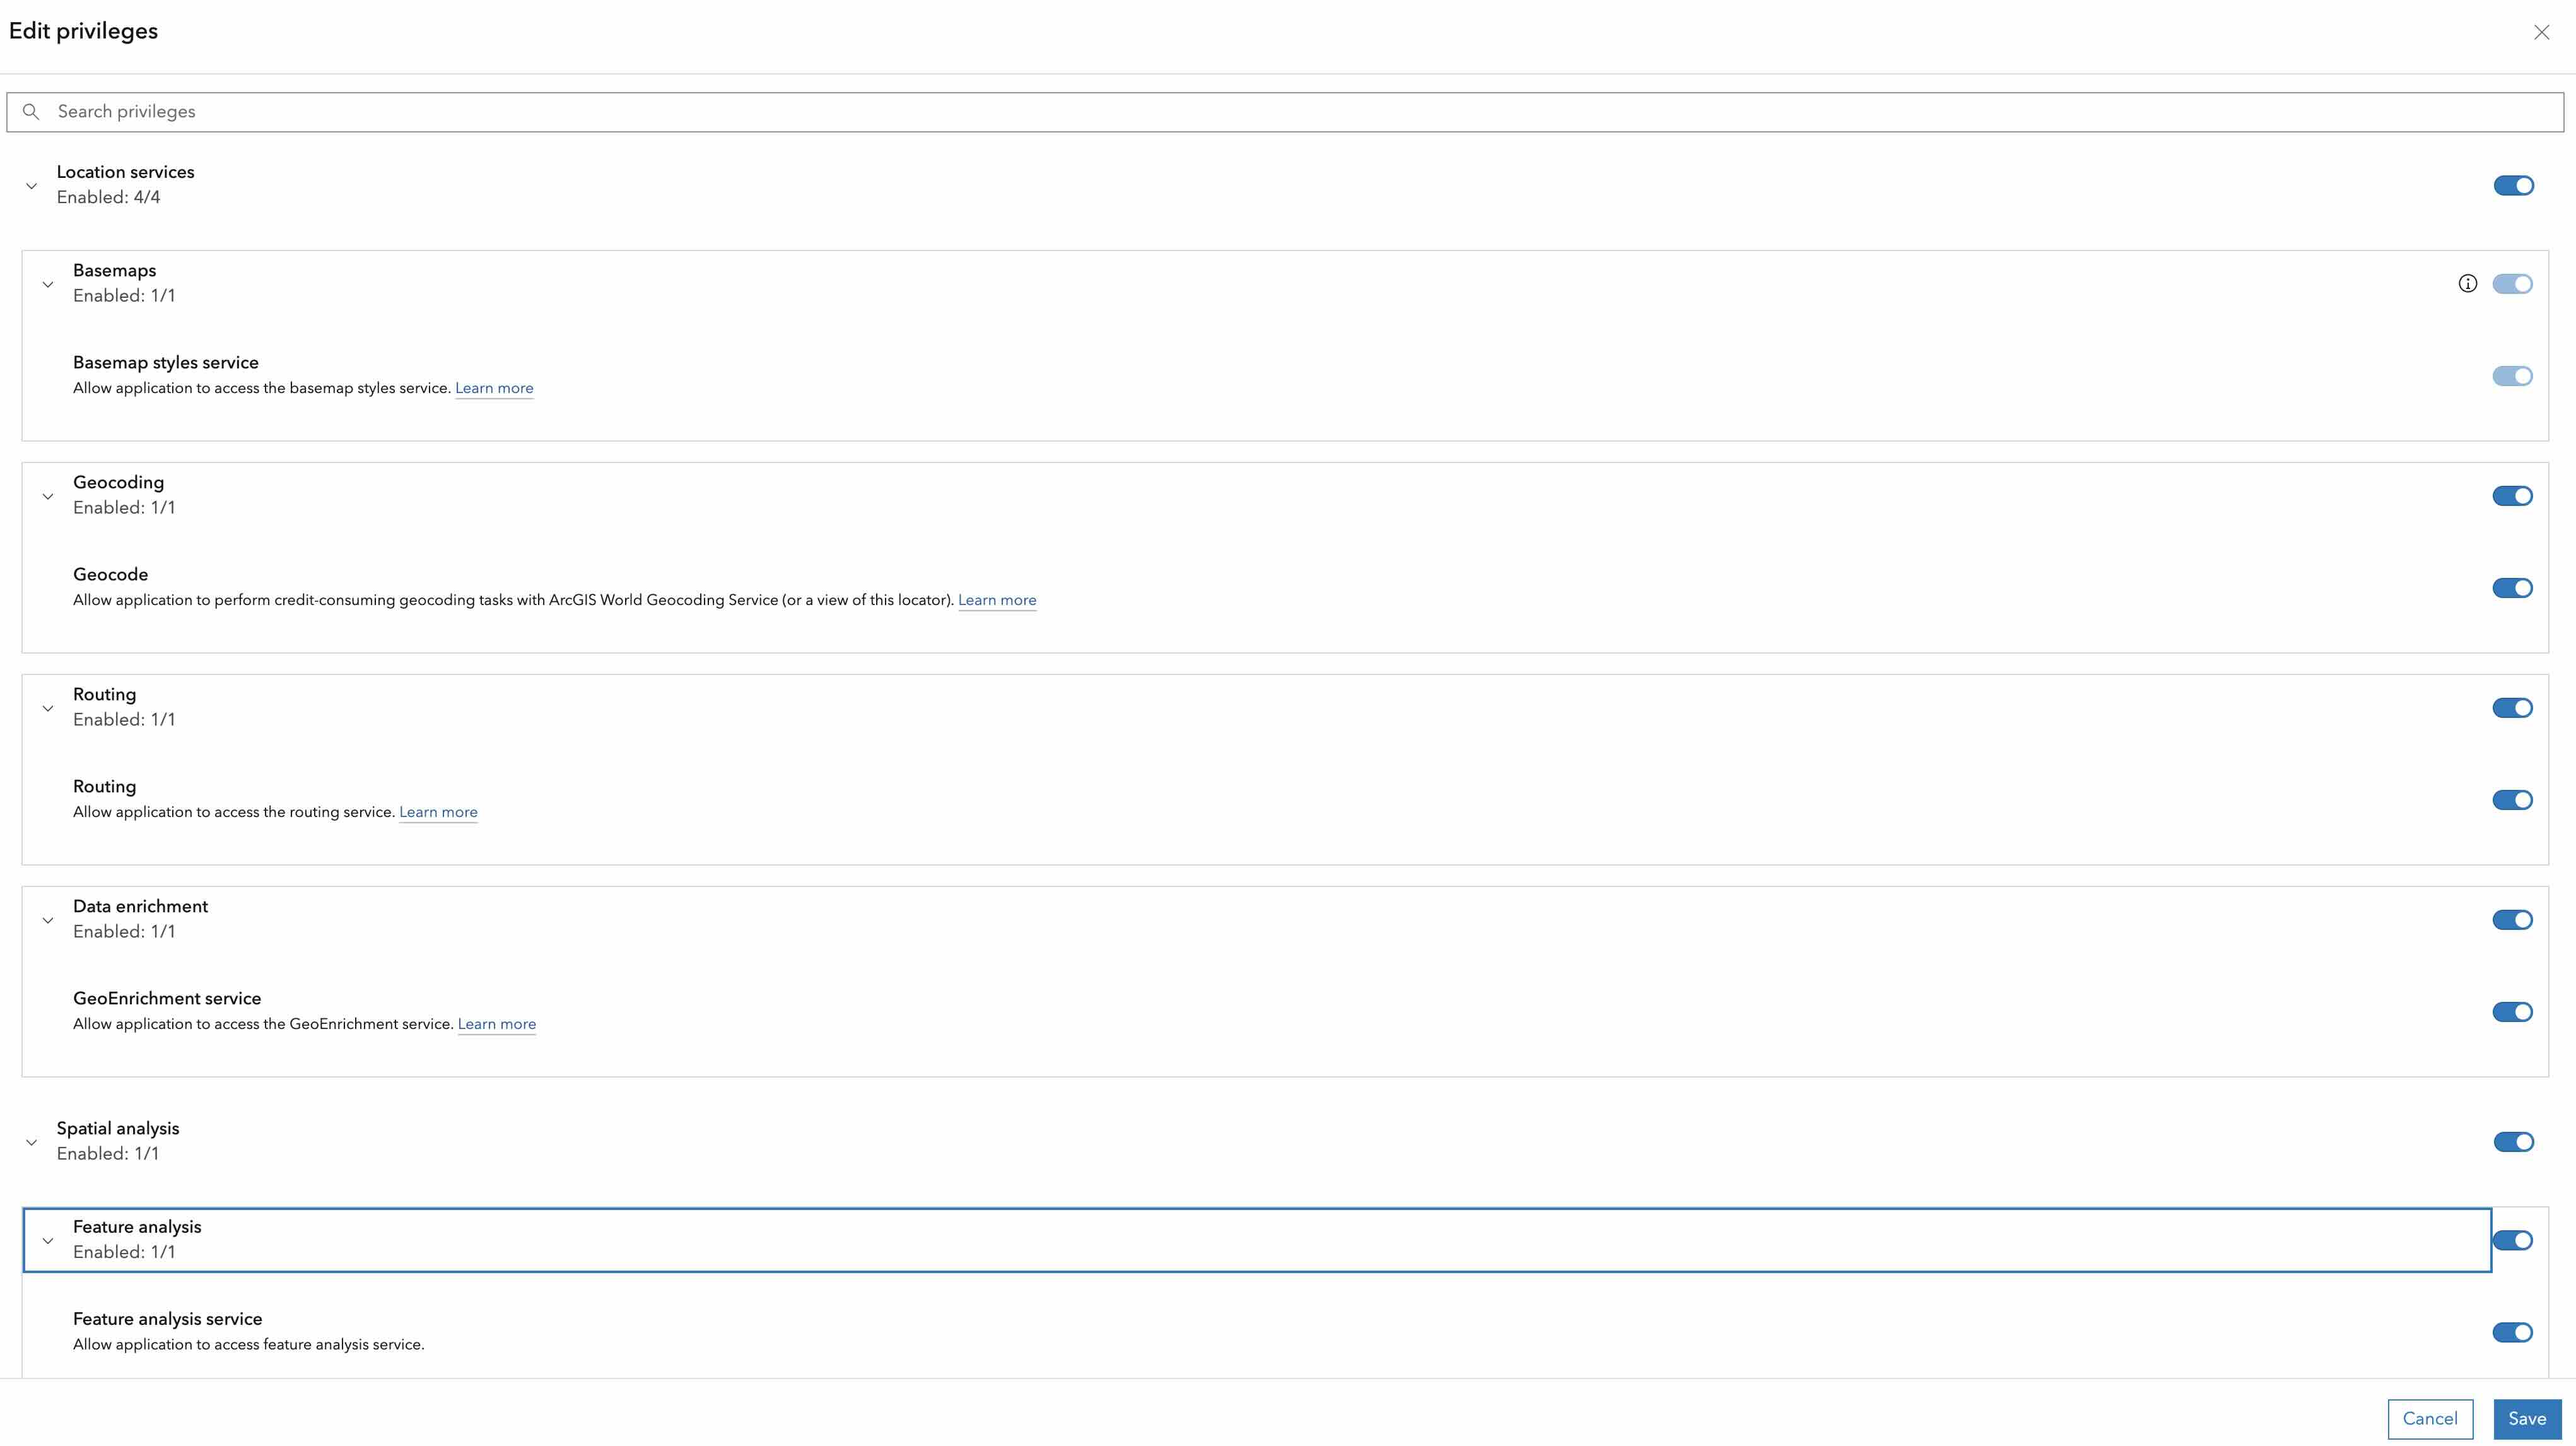 Edit privileges
Search privileges
Location services
Enabled: 4/4
Basemaps
Enabled: 1/1
Basemap styles service
Allow application to access the basemap styles service. Learn more
Geocoding
Enabled: 1/1
Geocode
Allow application to perform credit-consuming geocoding tasks with ArcGIS World Geocoding Service (or a view of this locator). Learn more
Routing
Enabled: 1/1
Routing
Allow application to access the routing service. Learn more
Data enrichment
Enabled: 1/1
GeoEnrichment service
Allow application to access the GeoEnrichment service. Learn more
Spatial analysis
Enabled: 1/1
Feature analysis
Enabled: 1/1
Feature analysis service
Allow application to access feature analysis service.
Cancel Save